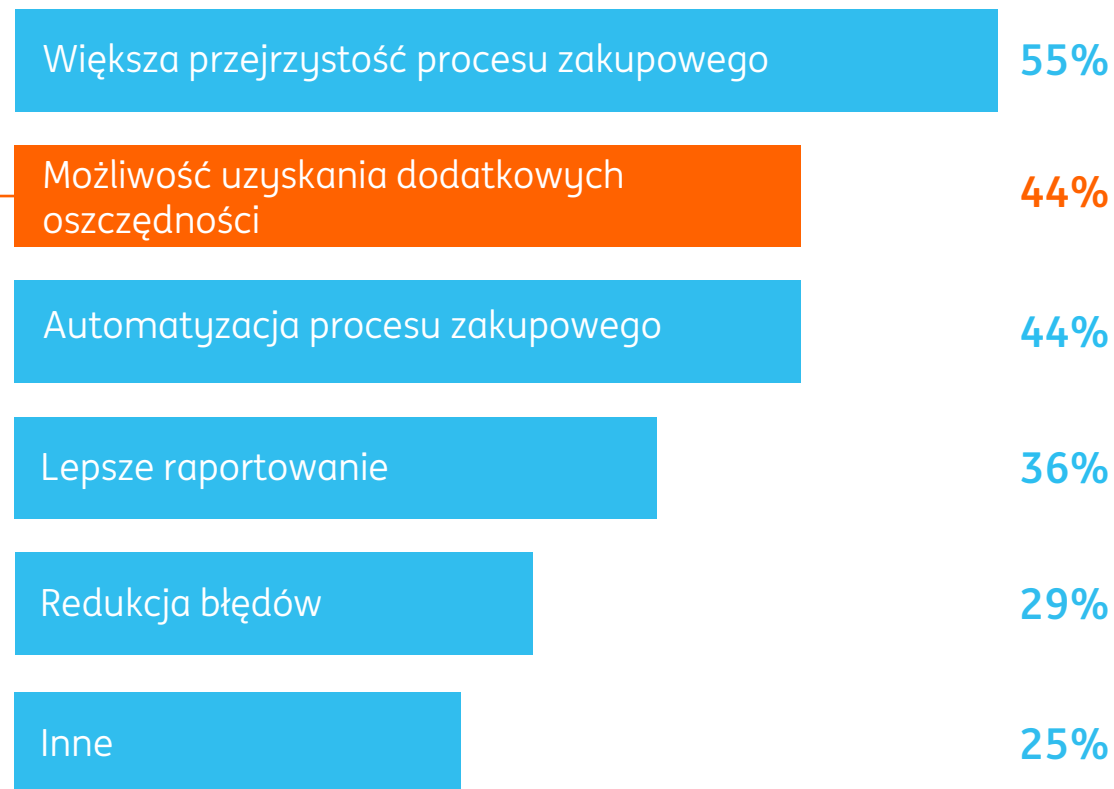 Większa przejrzystość procesu zakupowego 55%
Możliwość uzyskania dodatkowych
oszczędności 44%
Automatyzacja procesu zakupowego 44%
Lepsze raportowanie 36%
Redukcja błędów 29%
Inne 25%